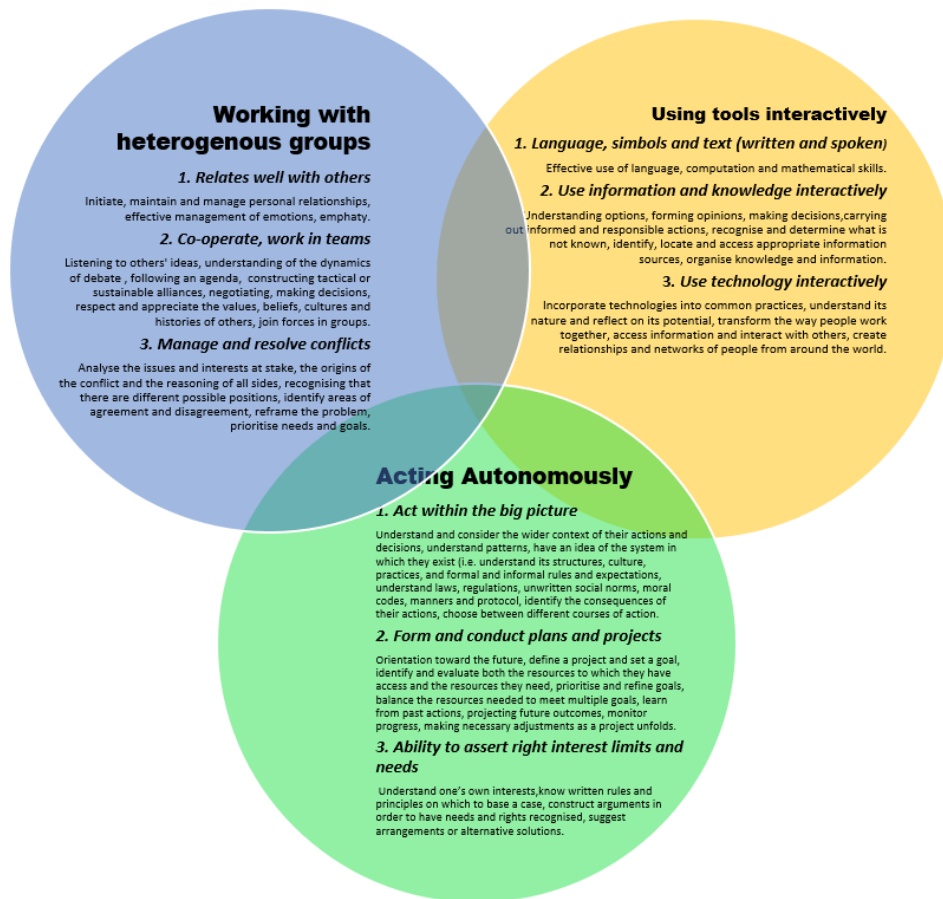 Working with
heterogenous groups
1. Relates well with others
Initiate, maintain and manage personal relationships,
effective management of emotions, emphaty.
2. Co-operate, work in teams
Listening to others' ideas, understanding of the dynamics
of debate , following an agenda, constructing tactical or
sustainable alliances, negotiating, making decisions,
respect and appreciate the values, beliefs, cultures and
histories of others, join forces in groups.
3. Manage and resolve conflicts
Analyse the issues and interests at stake, the origins of
the conflict and the reasoning of all sides, recognising that
there are different possible positions, identify areas of
agreement and disagreement, reframe the problem,
prioritise needs and goals.
Using tools interactively
1. Language, simbols and text (written and spoken)
Effective use of language, computation and mathematical skills.
2. Use information and knowledge interactively
Understanding options, forming opinions, making decisions,carrying
out informed and responsible actions, recognise and determine what is
not known, identify, locate and access appropriate information
sources, organise knowledge and information.
3. Use technology interactively
Incorporate technologies into common practices, understand its
nature and reflect on its potential, transform the way people work
together, access information and interact with others, create
relationships and networks of people from around the world.
Acting Autonomously
1. Act within the big picture
Understand and consider the wider context of their actions and
decisions, understand patterns, have an idea of the system in
which they exist (i.e. understand its structures, culture,
practices, and formal and informal rules and expectations,
understand laws, regulations, unwritten social norms, moral
codes, manners and protocol, identify the consequences of
their actions, choose between different courses of action.
2. Form and conduct plans and projects
Orientation toward the future, define a project and set a goal,
identify and evaluate both the resources to which they have
access and the resources they need, prioritise and refine goals,
balance the resources needed to meet multiple goals, learn
from past actions, projecting future outcomes, monitor
progress, making necessary adjustments as a project unfolds.
3. Ability to assert right interest limits and
needs
Understand one's own interests,know written rules and
principles on which to base a case, construct arguments in
order to have needs and rights recognised, suggest
arrangements or alternative solutions.